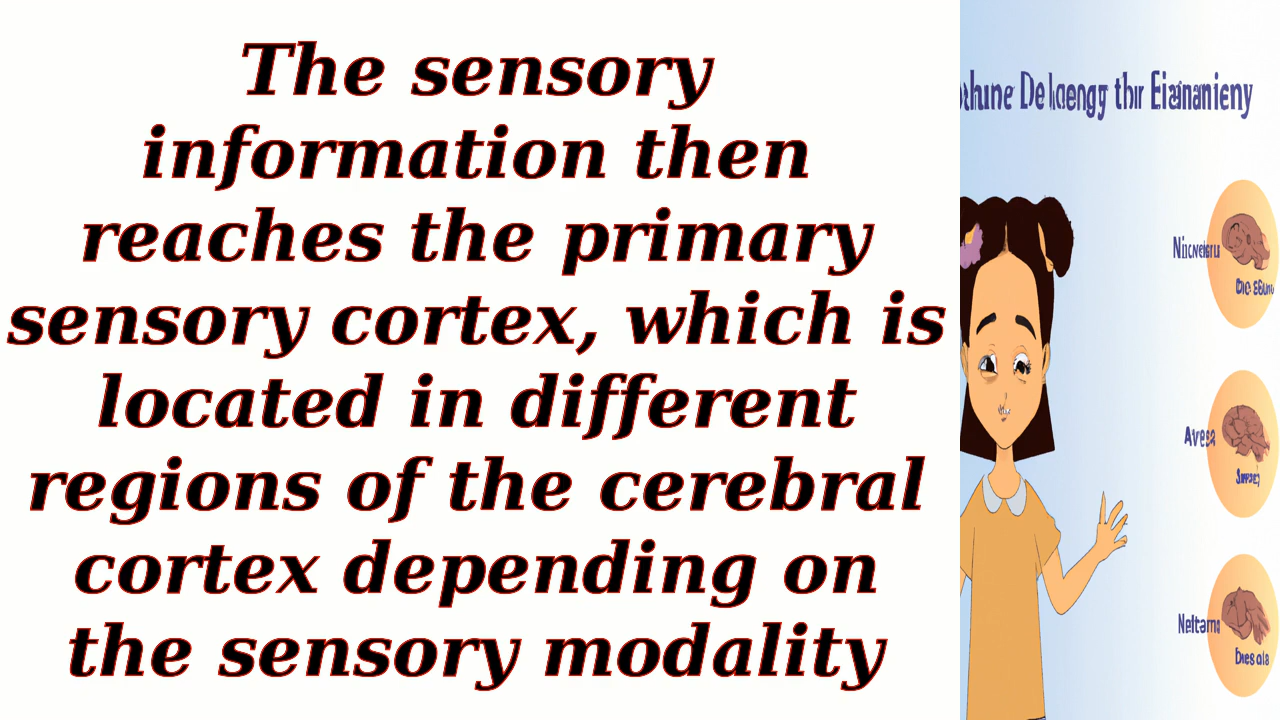 The sensory
information then
reaches the primary
sensory cortex, which is
located in different
regions of the cerebral
cortex depending on
the sensory modality